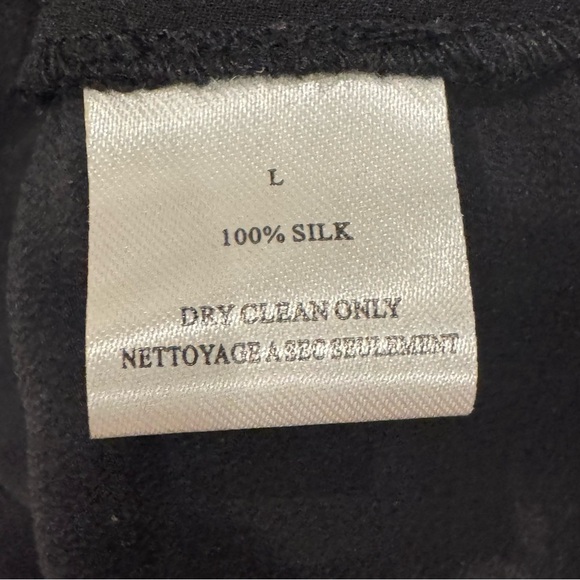 L
100% SILK
DRY CLEAN ONLY
NETTOYAGE A SEC SEULEMENT